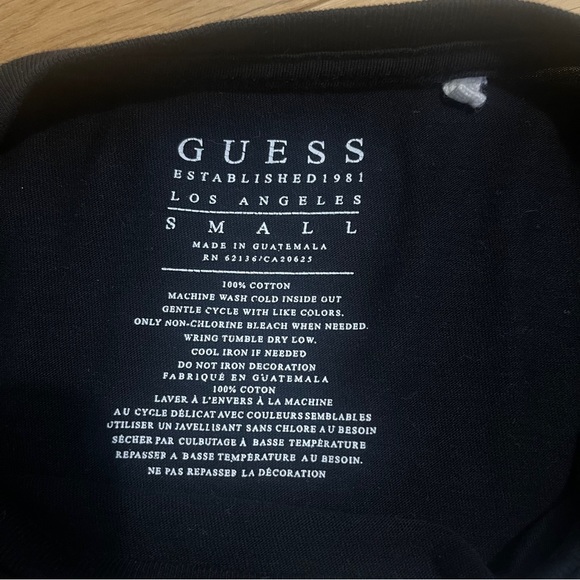 GUESS
ESTABLISHED 1981
LOS ANGELES
SMALL
MADE IN GUATEMALA
RN 62136/CA20625
100% COTTON
MACHINE WASH COLD INSIDE OUT
GENTLE CYCLE WITH LIKE COLORS.
ONLY NON-CHLORINE BLEACH WHEN NEEDED.
WRING TUMBLE DRY LOW.
COOL IRON IF NEEDED
DO NOT IRON DECORATION
FABRIQUÉ EN GUATEMALA
100% COTON
LAVER À L'ENVERS À LA MACHINE
AU CYCLE DÉLICAT AVEC COULEURS SEMBLABLES
UTILISER UN JAVELLISANT SANS CHLORE AU BESOIN
SÉCHER PAR CULBUTAGE À BASSE TEMPÉRATURE
REPASSER A BASSE TEMPÉRATURE AU BESOIN.
NE PAS REPASSER LA DÉCORATION